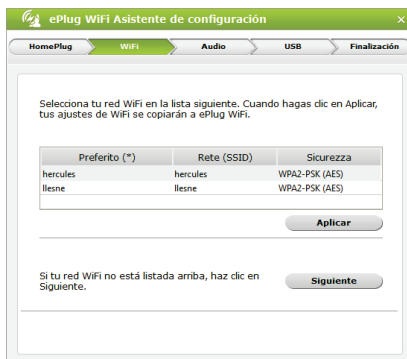 ePlug WiFi Asistente de configuración
HomePlug WiFi Audio USB Finalización
Selecciona tu red WiFi en la lista siguiente. Cuando hagas clic en Aplicar,
tus ajustes de WiFi se copiarán a ePlug WiFi.
Preferito (*) Rete (SSID) Sicurezza
hercules hercules WPA2-PSK (AES)
llesne llesne WPA2-PSK (AES)
Aplicar
Si tu red WiFi no está listada arriba, haz clic en
Siguiente.
Siguiente